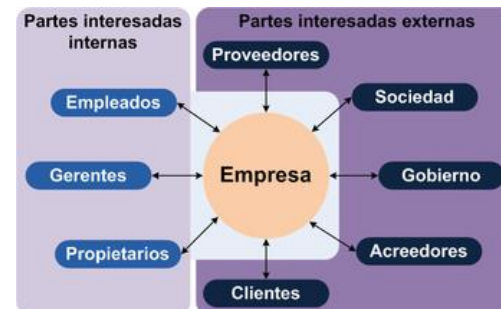 Partes interesadas
internas
Partes interesadas externas
Proveedores
Empleados
Sociedad
Gerentes
Empresa
Gobierno
Propietarios
Acreedores
Clientes